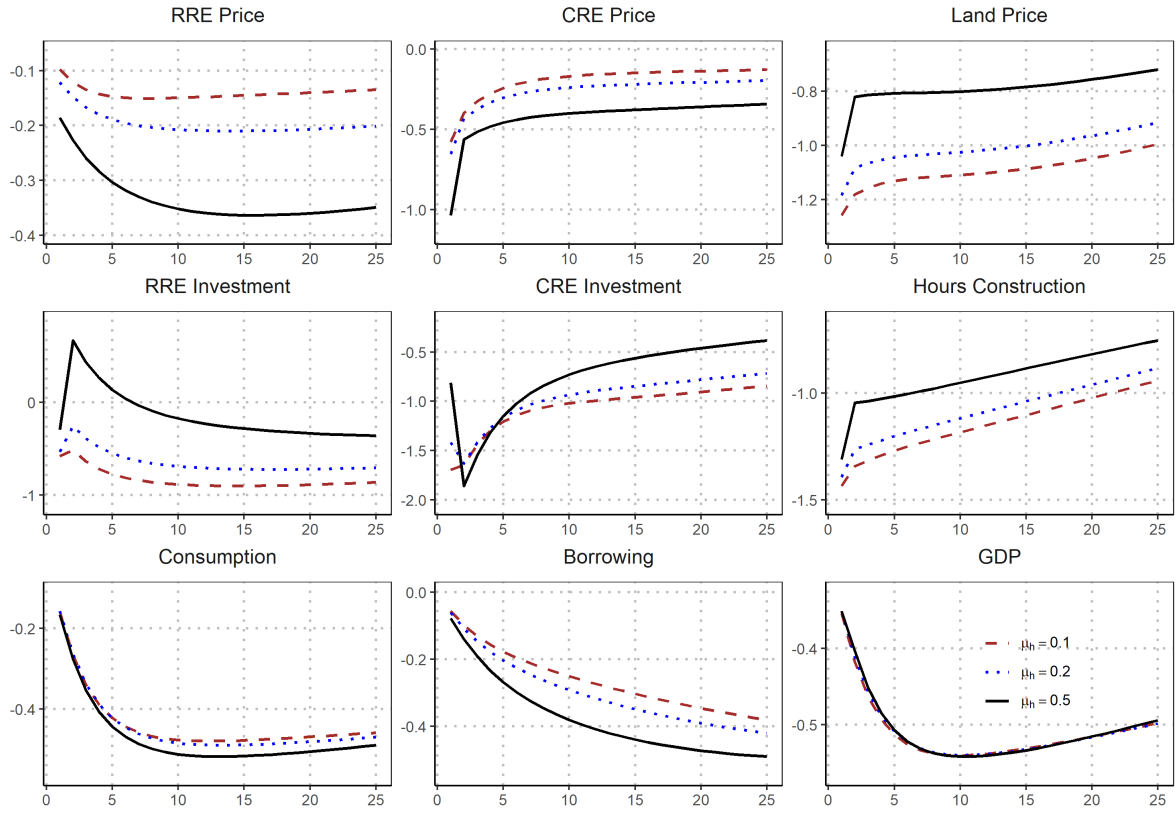 RRE Price
CRE Price
Land Price
-0.1
-0.2
-0.3
-0.4
0 5 10 15 20 25
0.0
-0.5
-1.0
0 5 10 15 20 25
-0.8
-1.0
-1.2
0 5 10 15 20 25
RRE Investment
CRE Investment
Hours Construction
0
-1
0 5 10 15 20 25
-0.5
-1.0
-1.5
-2.0
0 5 10 15 20 25
-1.0
-1.5
0 5 10 15 20 25
Consumption
Borrowing
GDP
-0.2
-0.4
0 5 10 15 20 25
0.0
-0.2
-0.4
0 5 10 15 20 25
-0.4
-0.5
0 5 10 15 20 25
μh = 0.1
μh = 0.2
μh = 0.5